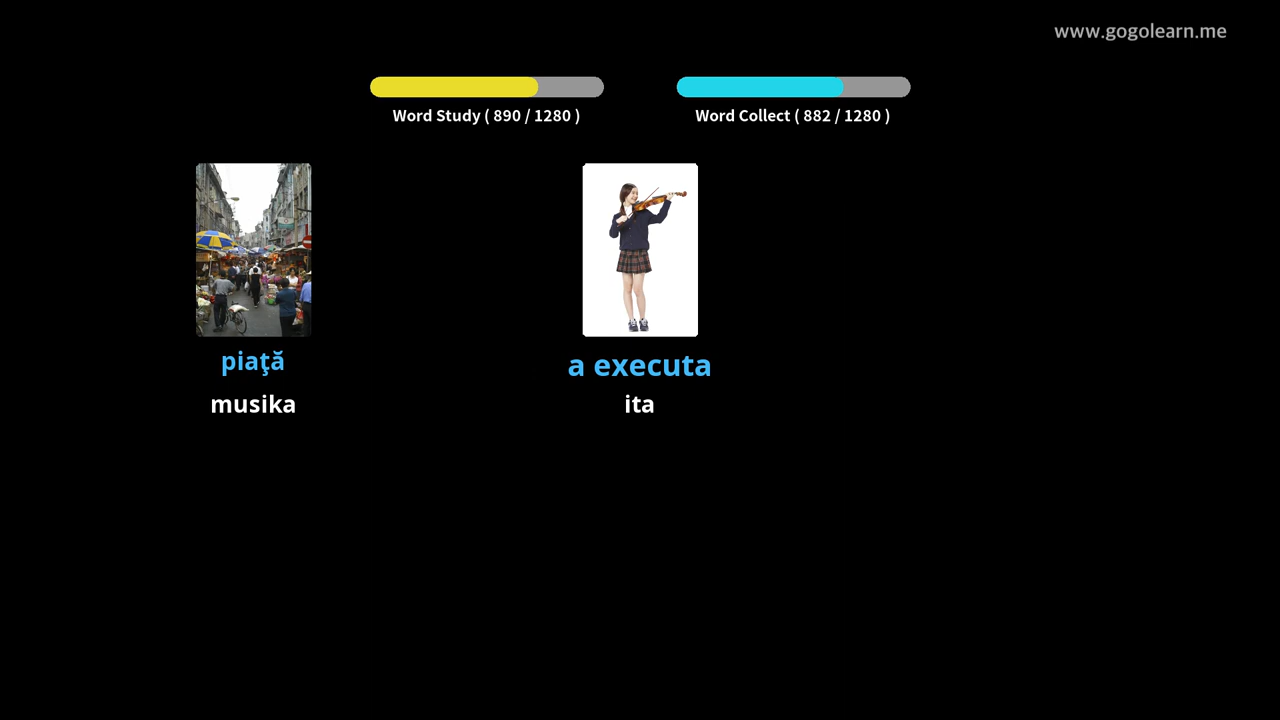 www.gogolearn.me
Word Study ( 890 / 1280 )
Word Collect ( 882 / 1280 )
piaţă
musika
a executa
ita